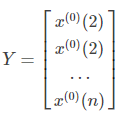 Y = [ x^{(0)}(2)
x^{(0)}(2)
...
x^{(0)}(n) ]